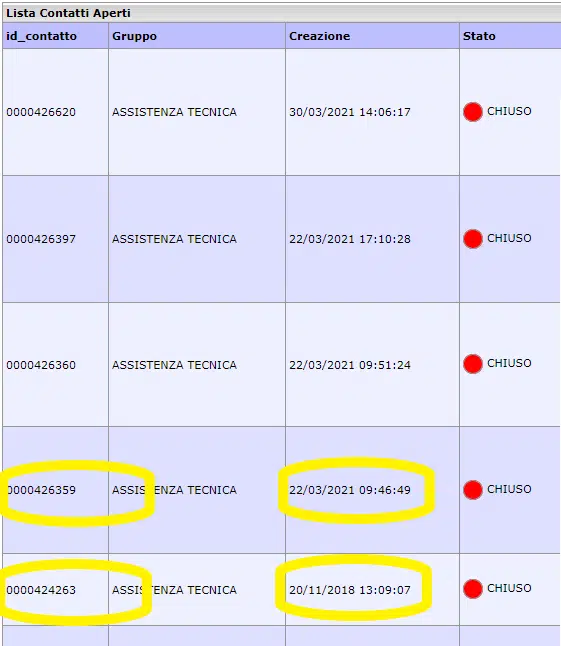 Lista Contatti Aperti
id_contatto Gruppo Creazione Stato
0000426620 ASSISTENZA TECNICA 30/03/2021 14:06:17 CHIUSO
0000426397 ASSISTENZA TECNICA 22/03/2021 17:10:28 CHIUSO
0000426360 ASSISTENZA TECNICA 22/03/2021 09:51:24 CHIUSO
0000426359 ASSISTENZA TECNICA 22/03/2021 09:46:49 CHIUSO
0000424263 ASSISTENZA TECNICA 20/11/2018 13:09:07 CHIUSO